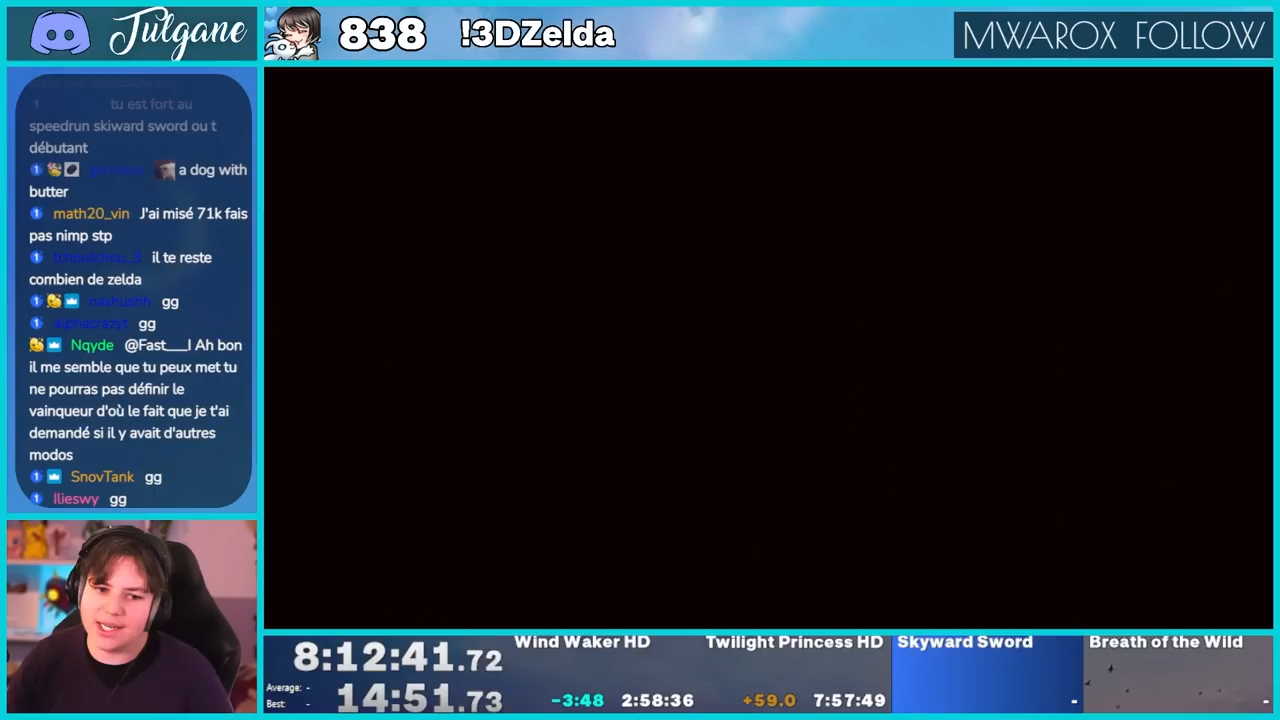 Julgane
838
!3DZelda
MWAROX FOLLOW
tu est fort au
speedrun skiward sword ou t
débutant
a dog with
butter
math20_vin J'ai misé 71k fais
pas nimp stp
il te reste
combien de zelda
nashushh gg
alphacrazyt gg
Nqyde @Fast___I Ah bon
il me semble que tu peux met tu
ne pourras pas définir le
vainqueur d'où le fait que je t'ai
demandé si il y avait d'autres
modos
SnovTank gg
Ilieswy gg
8:12:41.72
Average: -
Best: -
14:51.73
Wind Waker HD
-3:48 2:58:36
Twilight Princess HD
+59.0 7:57:49
Skyward Sword
-
Breath of the Wild
-